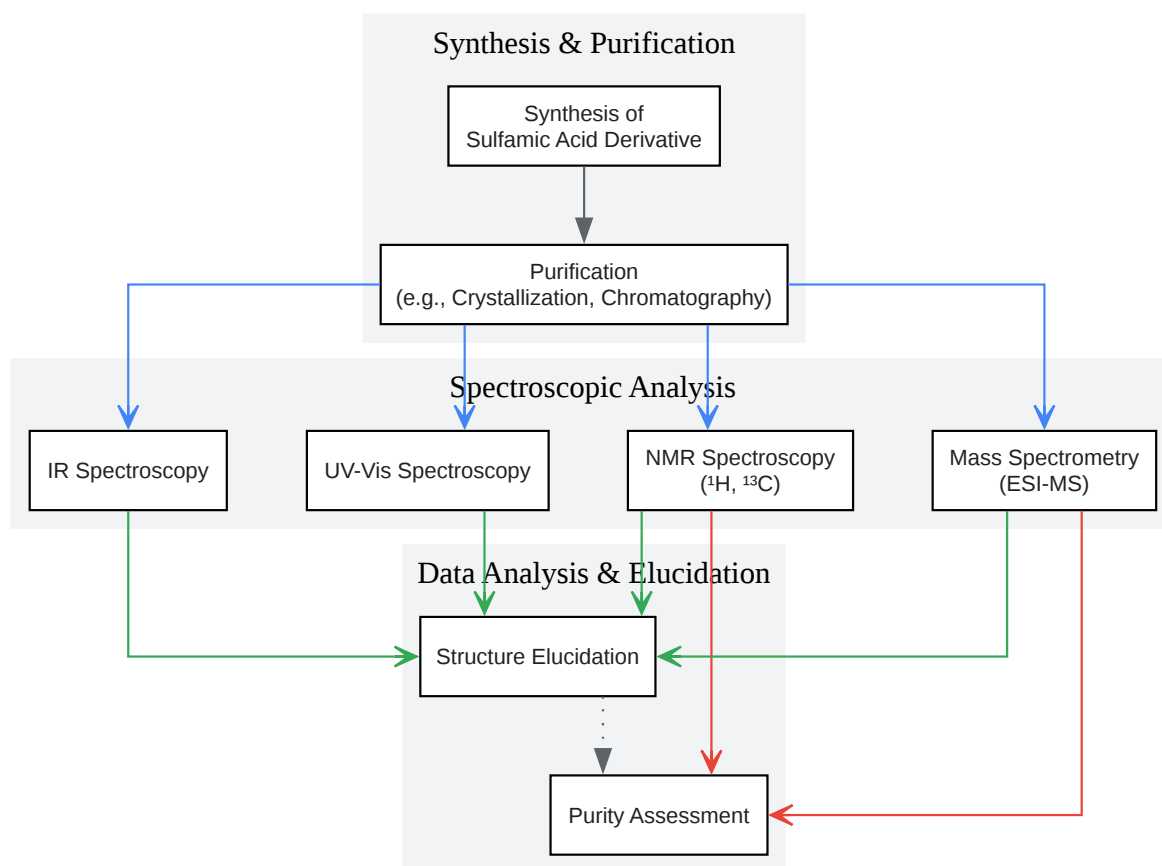 Synthesis & Purification
Synthesis of
Sulfamic Acid Derivative
Purification
(e.g., Crystallization, Chromatography)
Spectroscopic Analysis
IR Spectroscopy
UV-Vis Spectroscopy
NMR Spectroscopy
(¹H, ¹³C)
Mass Spectrometry
(ESI-MS)
Data Analysis & Elucidation
Structure Elucidation
Purity Assessment